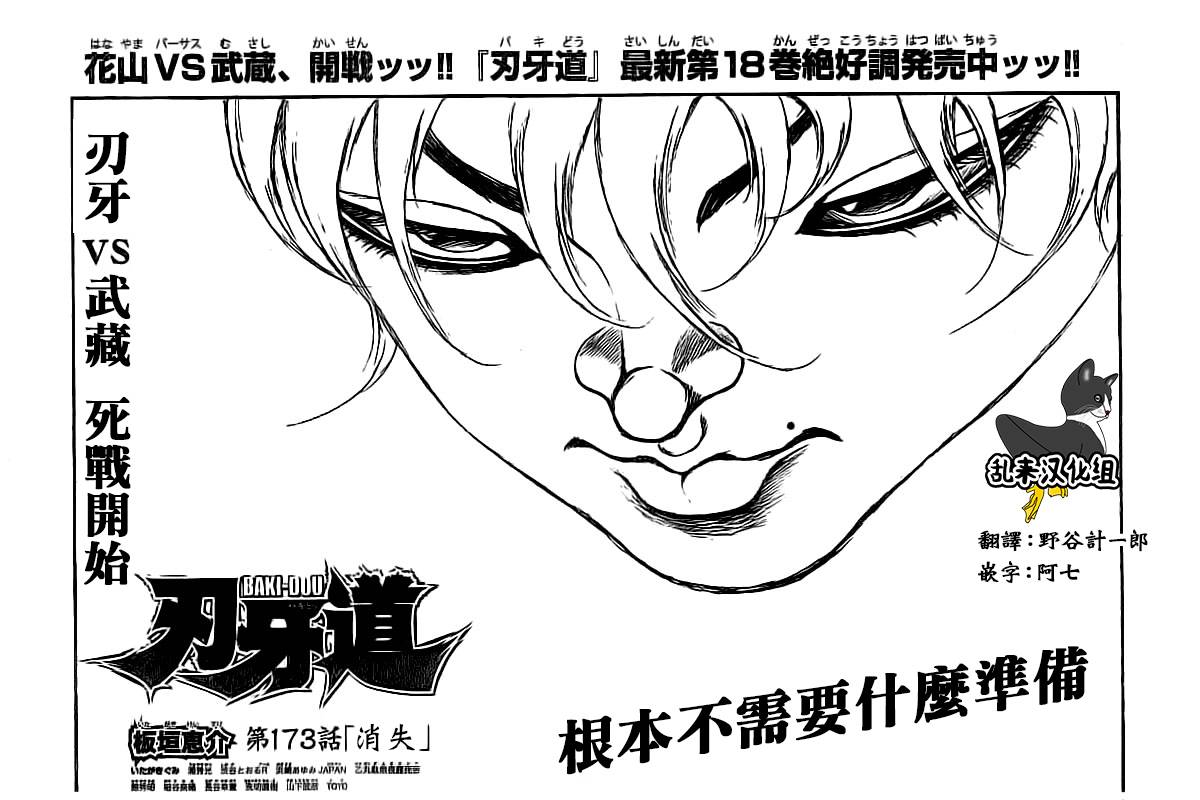 花山VS武蔵、開戦ッッ!!『刃牙道』最新第18巻絶好調発売中ッッ!!
刃牙vs武藏 死戰開始
乱来汉化组
翻譯:野谷計一郎
嵌字:阿七
BAKI-DOU
刃牙道
板垣恵介
第173話「消失」
根本不需要什麼準備